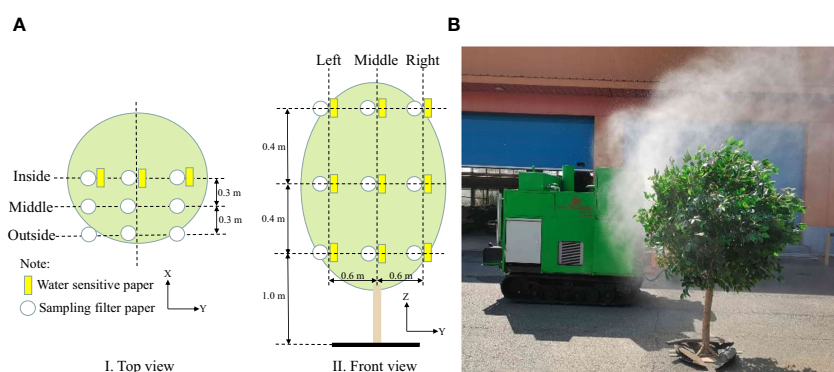 A
B
Left Middle Right
0.4 m
Inside
0.3 m
Middle
0.3 m
0.4 m
Outside
Note:
Water sensitive paper
Sampling filter paper
X
Y
0.6 m 0.6 m
1.0 m
Z
Y
I. Top view
II. Front view